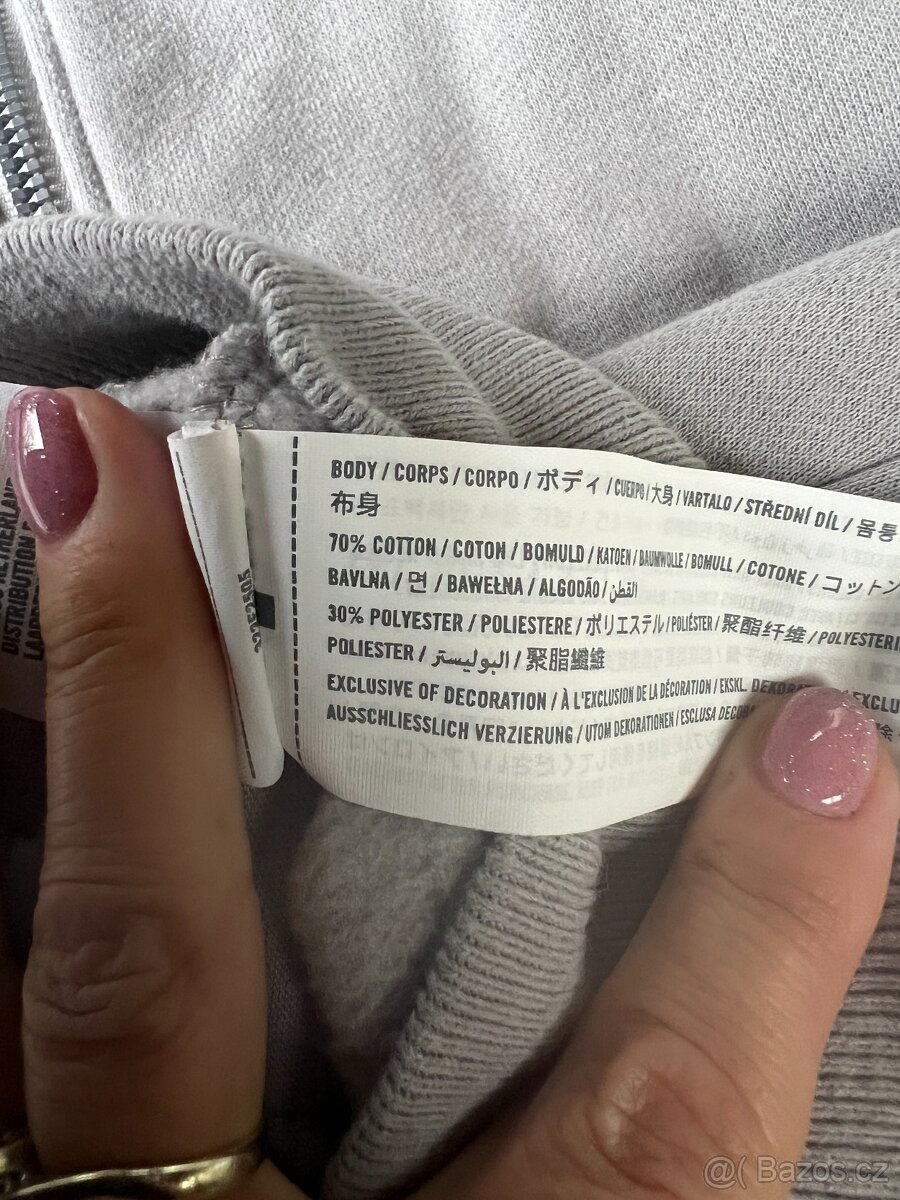 BODY / CORPS / CORPO / ボディ / CUERPO / 大身 / VARTALO / STŘEDNÍ DÍL / 몸통
布身
70% COTTON / COTON / BOMULD / KATOEN / BAUMWOLLE / BOMULL / COTONE / コットン
BAVLNA / 면 / BAWEŁNA / ALGODÃO / القطن
30% POLYESTER / POLIESTERE / ポリエステル / POLIÉSTER / 聚酯纤维 /
POLIESTER / البوليستر / 聚脂纖維
EXCLUSIVE OF DECORATION / À L'EXCLUSION DE LA DÉCORATION / EKSKL.
AUSSCHLIESSLICH VERZIERUNG / UTOM DEKORATIONEN / ESCLUSA
DISTRIBUTION
@( Bazos.cz